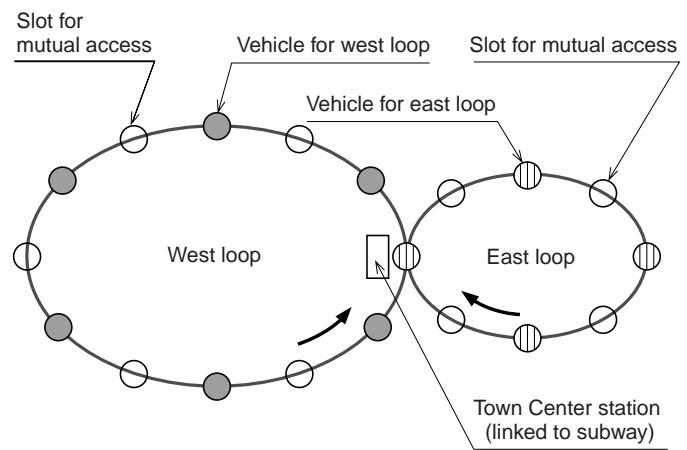 Slot for
mutual access
Vehicle for west loop
Slot for mutual access
Vehicle for east loop
West loop
East loop
Town Center station
(linked to subway)